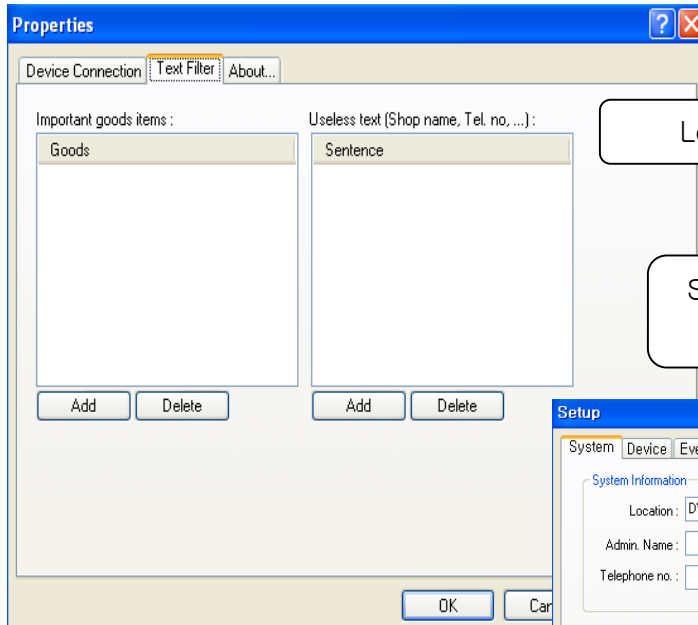 Properties
Device Connection Text Filter About...
Important goods items : Useless text (Shop name, Tel. no, ...) :
Goods Sentence
Add Delete Add Delete
Setup
System Device
System Information
Location :
Admin. Name :
Telephone no. :
OK